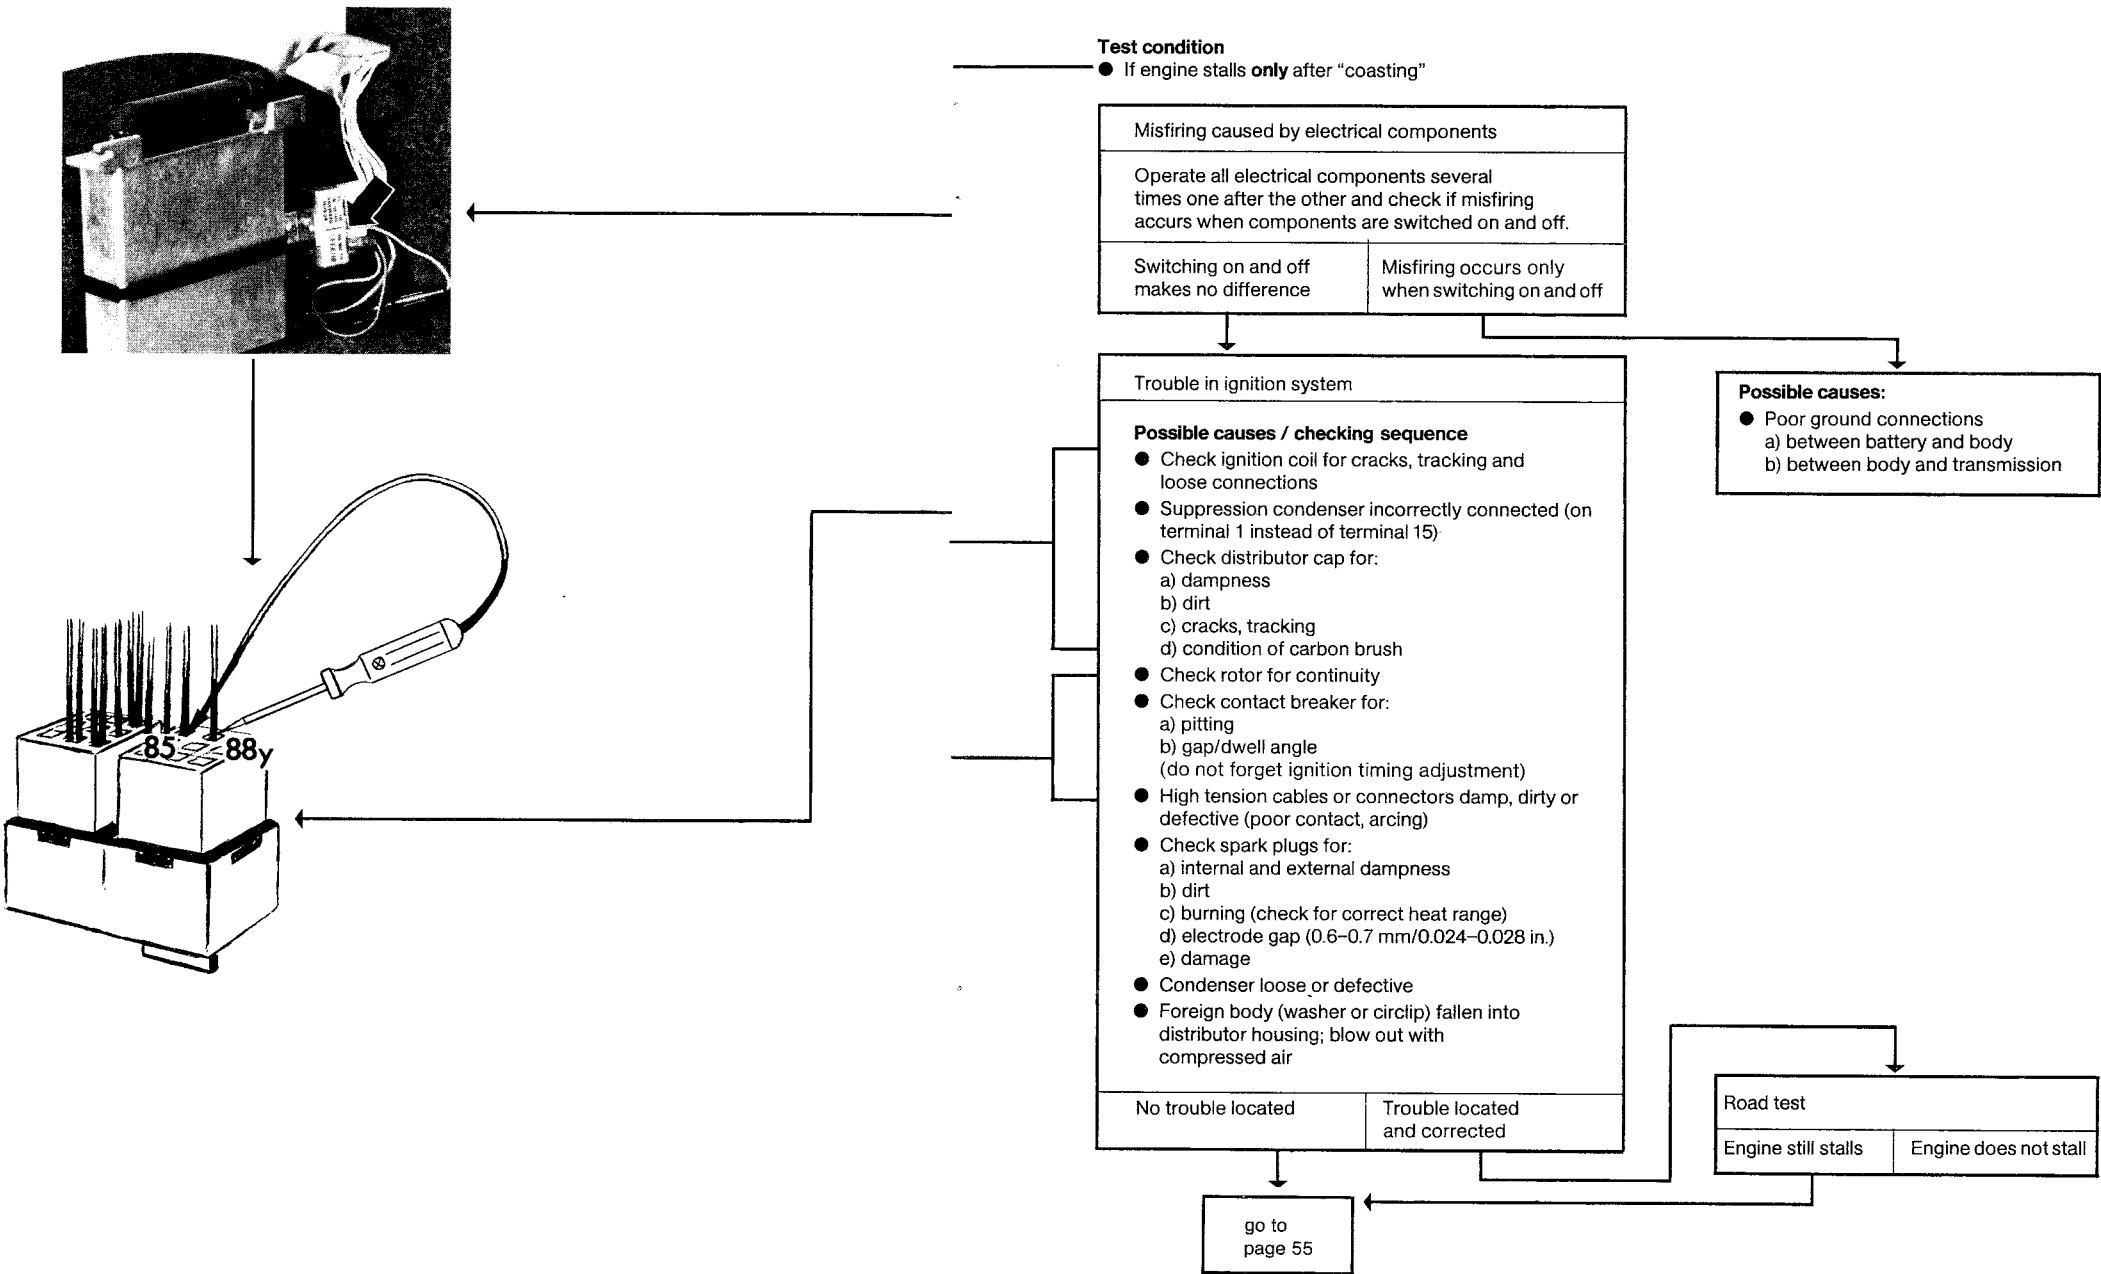 Test condition
● If engine stalls only after “coasting”
Misfiring caused by electrical components
Operate all electrical components several
times one after the other and check if misfiring
accurs when components are switched on and off.
Switching on and off
makes no difference
Misfiring occurs only
when switching on and off
Trouble in ignition system
Possible causes / checking sequence
● Check ignition coil for cracks, tracking and
loose connections
● Suppression condenser incorrectly connected (on
terminal 1 instead of terminal 15)
● Check distributor cap for:
a) dampness
b) dirt
c) cracks, tracking
d) condition of carbon brush
● Check rotor for continuity
● Check contact breaker for:
a) pitting
b) gap/dwell angle
(do not forget ignition timing adjustment)
● High tension cables or connectors damp, dirty or
defective (poor contact, arcing)
● Check spark plugs for:
a) internal and external dampness
b) dirt
c) burning (check for correct heat range)
d) electrode gap (0.6–0.7 mm/0.024–0.028 in.)
e) damage
● Condenser loose or defective
● Foreign body (washer or circlip) fallen into
distributor housing; blow out with
compressed air
No trouble located
Trouble located
and corrected
Possible causes:
● Poor ground connections
a) between battery and body
b) between body and transmission
Road test
Engine still stalls
Engine does not stall
go to
page 55
85
88y